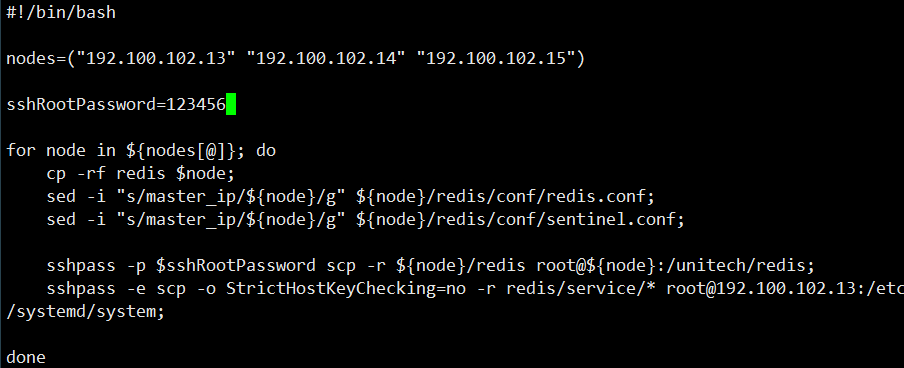 #!/bin/bash
nodes=("192.100.102.13" "192.100.102.14" "192.100.102.15")
sshRootPassword=123456
for node in ${nodes[@]}; do
    cp -rf redis $node;
    sed -i "s/master_ip/${node}/g" ${node}/redis/conf/redis.conf;
    sed -i "s/master_ip/${node}/g" ${node}/redis/conf/sentinel.conf;
    sshpass -p $sshRootPassword scp -r ${node}/redis root@${node}:/unitech/redis;
    sshpass -e scp -o StrictHostKeyChecking=no -r redis/service/* root@192.100.102.13:/etc
/systemd/system;
done